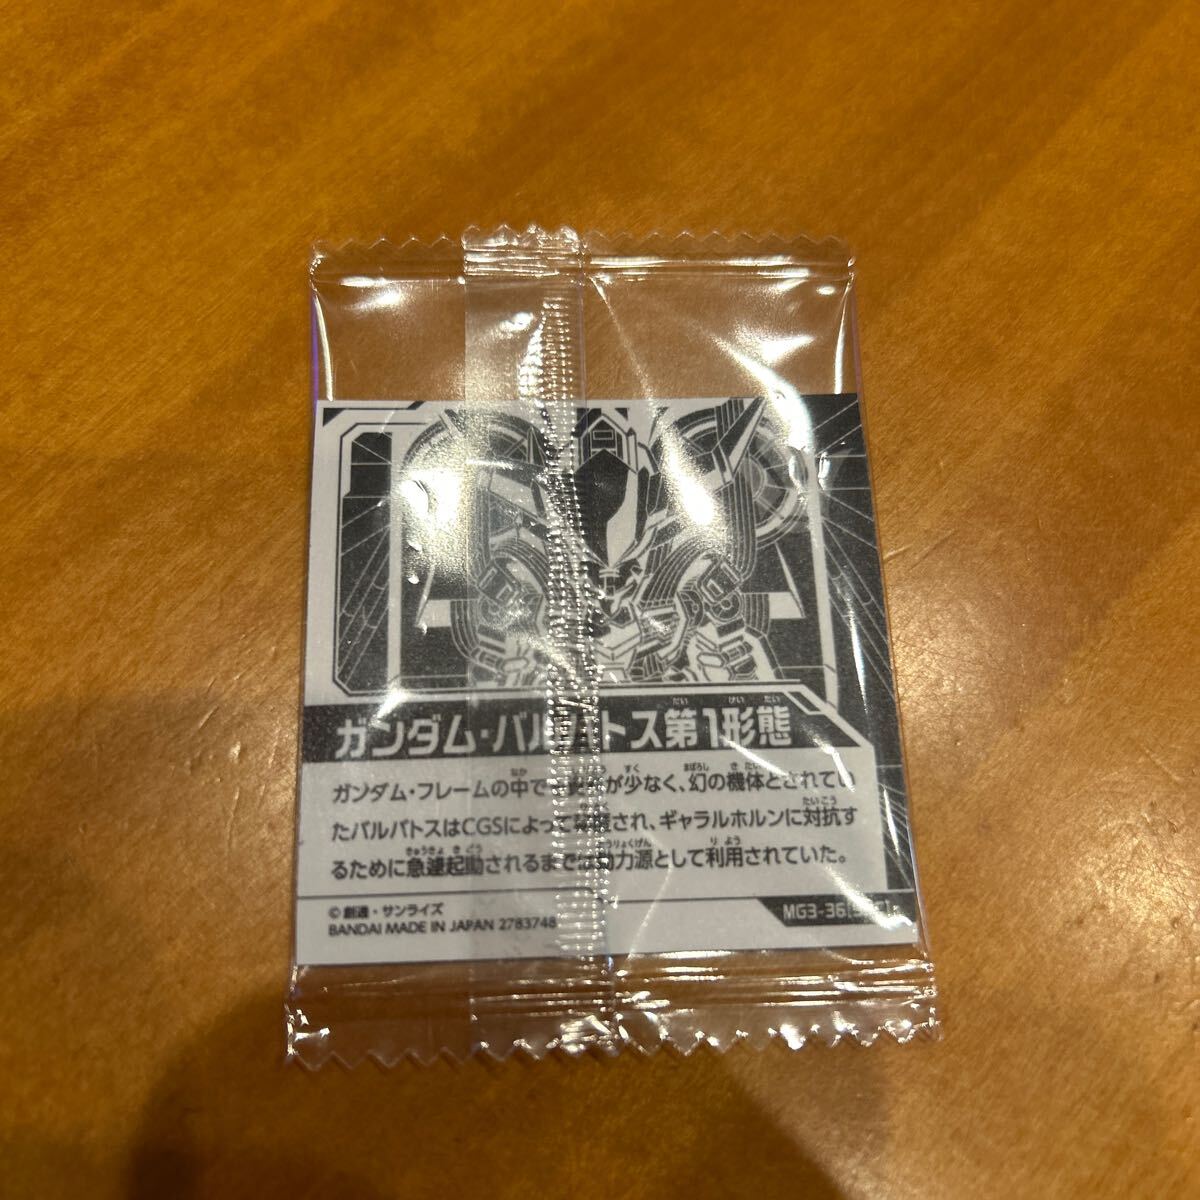 ガンダム・バルバトス第1形態
ガンダム・フレームの中で が少なく、幻の機体とされてい
たバルバトスはCGSによって され、ギャラルホルンに対抗す
るために急遽起動されるまでは動力源として利用されていた。
© 創通・サンライズ
BANDAI MADE IN JAPAN 2783748
MG3-36